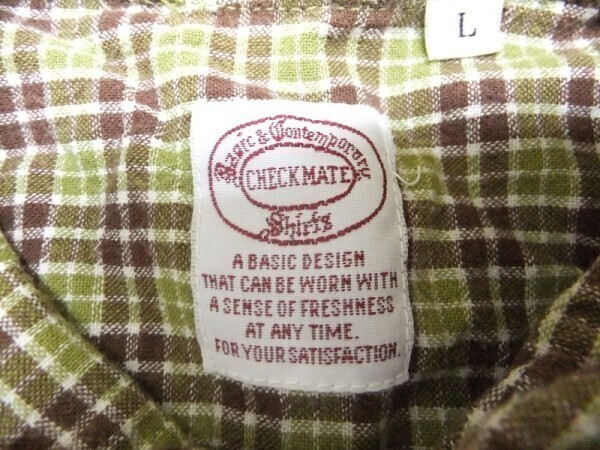 L
Basic & Contemporary
CHECKMATE
Shirts
A BASIC DESIGN
THAT CAN BE WORN WITH
A SENSE OF FRESHNESS
AT ANY TIME.
FOR YOUR SATISFACTION.